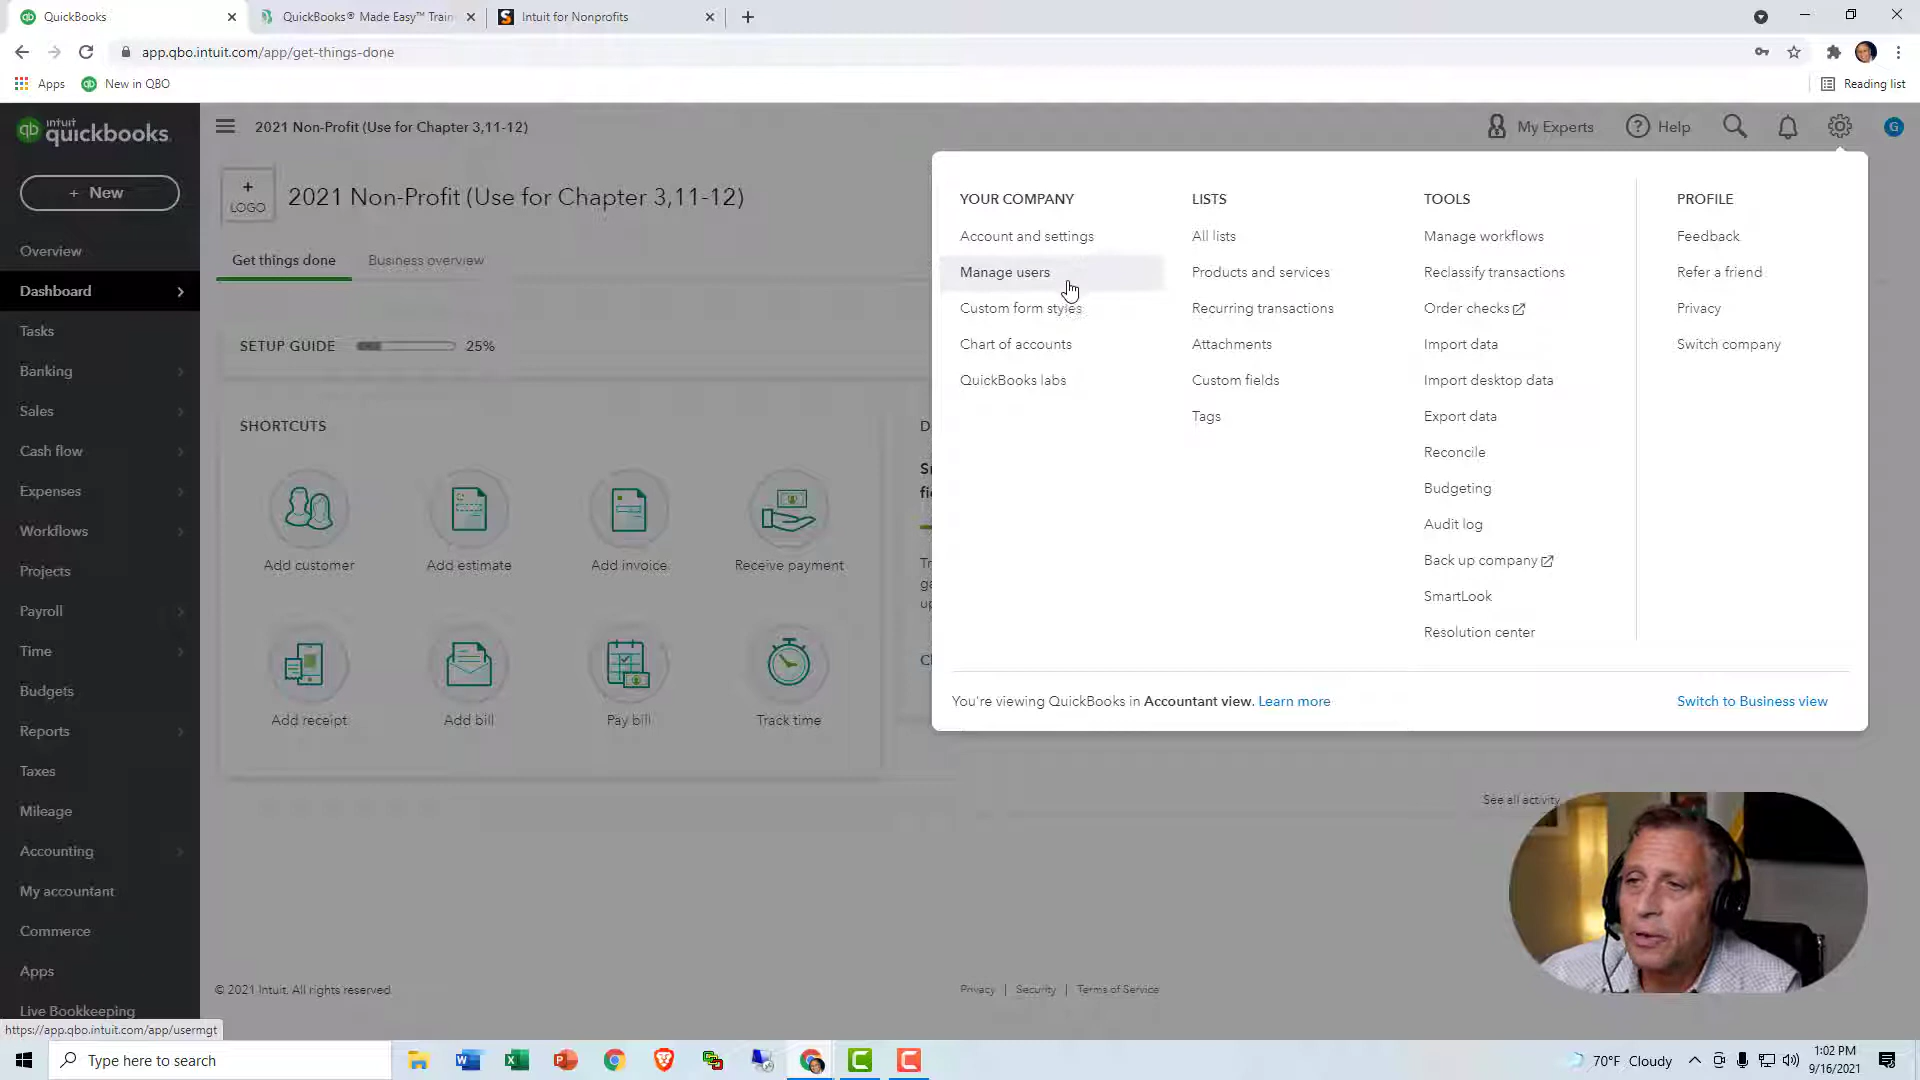 QuickBooks
QuickBooks® Made Easy™ Train
Intuit for Nonprofits
app.qbo.intuit.com/app/get-things-done
Apps
New in QBO
Reading list
intuit
quickbooks
2021 Non-Profit (Use for Chapter 3,11-12)
My Experts
Help
G
+ New
+
LOGO
2021 Non-Profit (Use for Chapter 3,11-12)
Get things done
Business overview
SETUP GUIDE
25%
SHORTCUTS
Add customer
Add estimate
Add invoice
Receive payment
Add receipt
Add bill
Pay bill
Track time
Overview
Dashboard
Tasks
Banking
Sales
Cash flow
Expenses
Workflows
Projects
Payroll
Time
Budgets
Reports
Taxes
Mileage
Accounting
My accountant
Commerce
Apps
Live Bookkeeping
YOUR COMPANY
Account and settings
Manage users
Custom form styles
Chart of accounts
QuickBooks labs
LISTS
All lists
Products and services
Recurring transactions
Attachments
Custom fields
Tags
TOOLS
Manage workflows
Reclassify transactions
Order checks
Import data
Import desktop data
Export data
Reconcile
Budgeting
Audit log
Back up company
SmartLook
Resolution center
PROFILE
Feedback
Refer a friend
Privacy
Switch company
You're viewing QuickBooks in Accountant view. Learn more
Switch to Business view
See all activity
© 2021 Intuit. All rights reserved.
Privacy | Security | Terms of Service
https://app.qbo.intuit.com/app/usermgt
Type here to search
70°F Cloudy
1:02 PM
9/16/2021